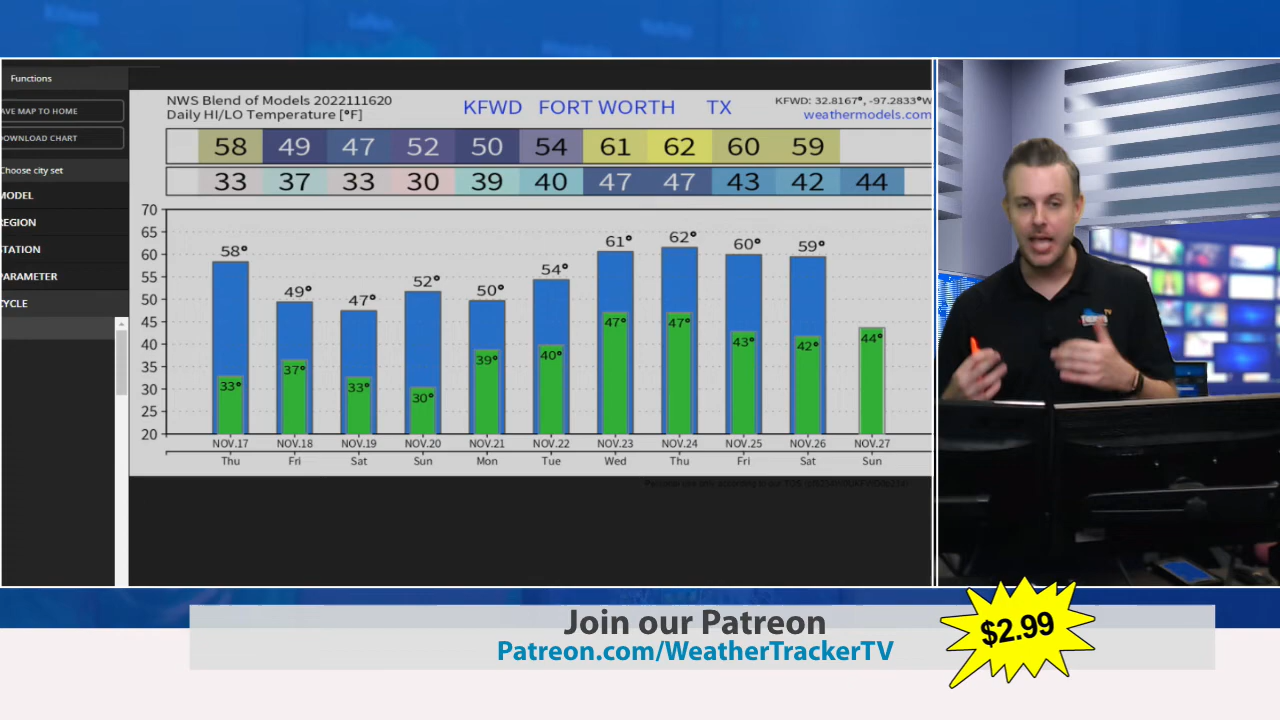 Functions
AVE MAP TO HOME
OWNLOAD CHART
Choose city set
MODEL
REGION
STATION
PARAMETER
CYCLE
NWS Blend of Models 2022111620
Daily HI/LO Temperature [°F]
KFWD FORT WORTH TX
KFWD: 32.8167°, -97.2833°W
weathermodels.com
58 49 47 52 50 54 61 62 60 59
33 37 33 30 39 40 47 47 43 42 44
70
65
60
55
50
45
40
35
30
25
20
58° 49° 47° 52° 50° 54° 61° 62° 60° 59°
33° 37° 33° 30° 39° 40° 47° 47° 43° 42° 44°
NOV.17 NOV.18 NOV.19 NOV.20 NOV.21 NOV.22 NOV.23 NOV.24 NOV.25 NOV.26 NOV.27
Thu Fri Sat Sun Mon Tue Wed Thu Fri Sat Sun
Join our Patreon
Patreon.com/WeatherTrackerTV
$2.99